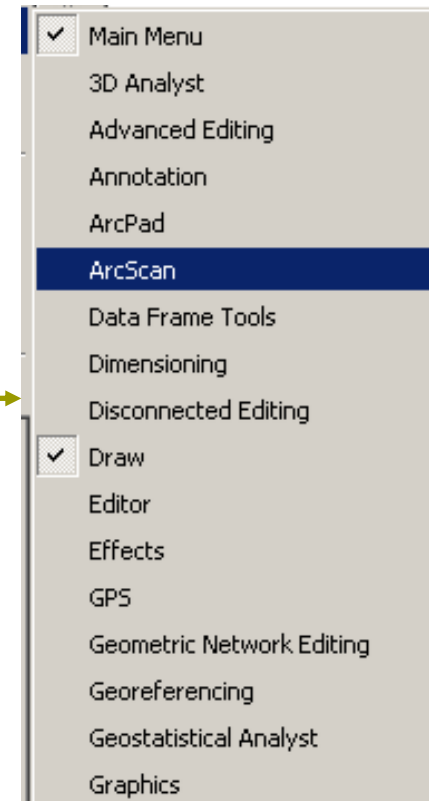 Main Menu
3D Analyst
Advanced Editing
Annotation
ArcPad
ArcScan
Data Frame Tools
Dimensioning
Disconnected Editing
Draw
Editor
Effects
GPS
Geometric Network Editing
Georeferencing
Geostatistical Analyst
Graphics